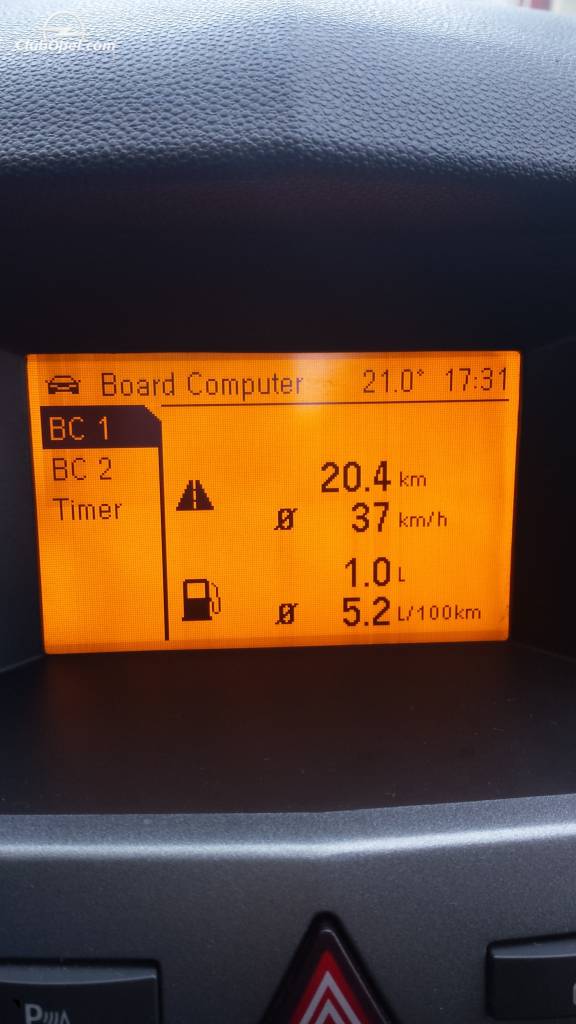 ClubOpel.com
Board Computer 21.0° 17:31
BC 1
BC 2
Timer
20.4 km
Ø 37 km/h
1.0 L
Ø 5.2 L/100km
P